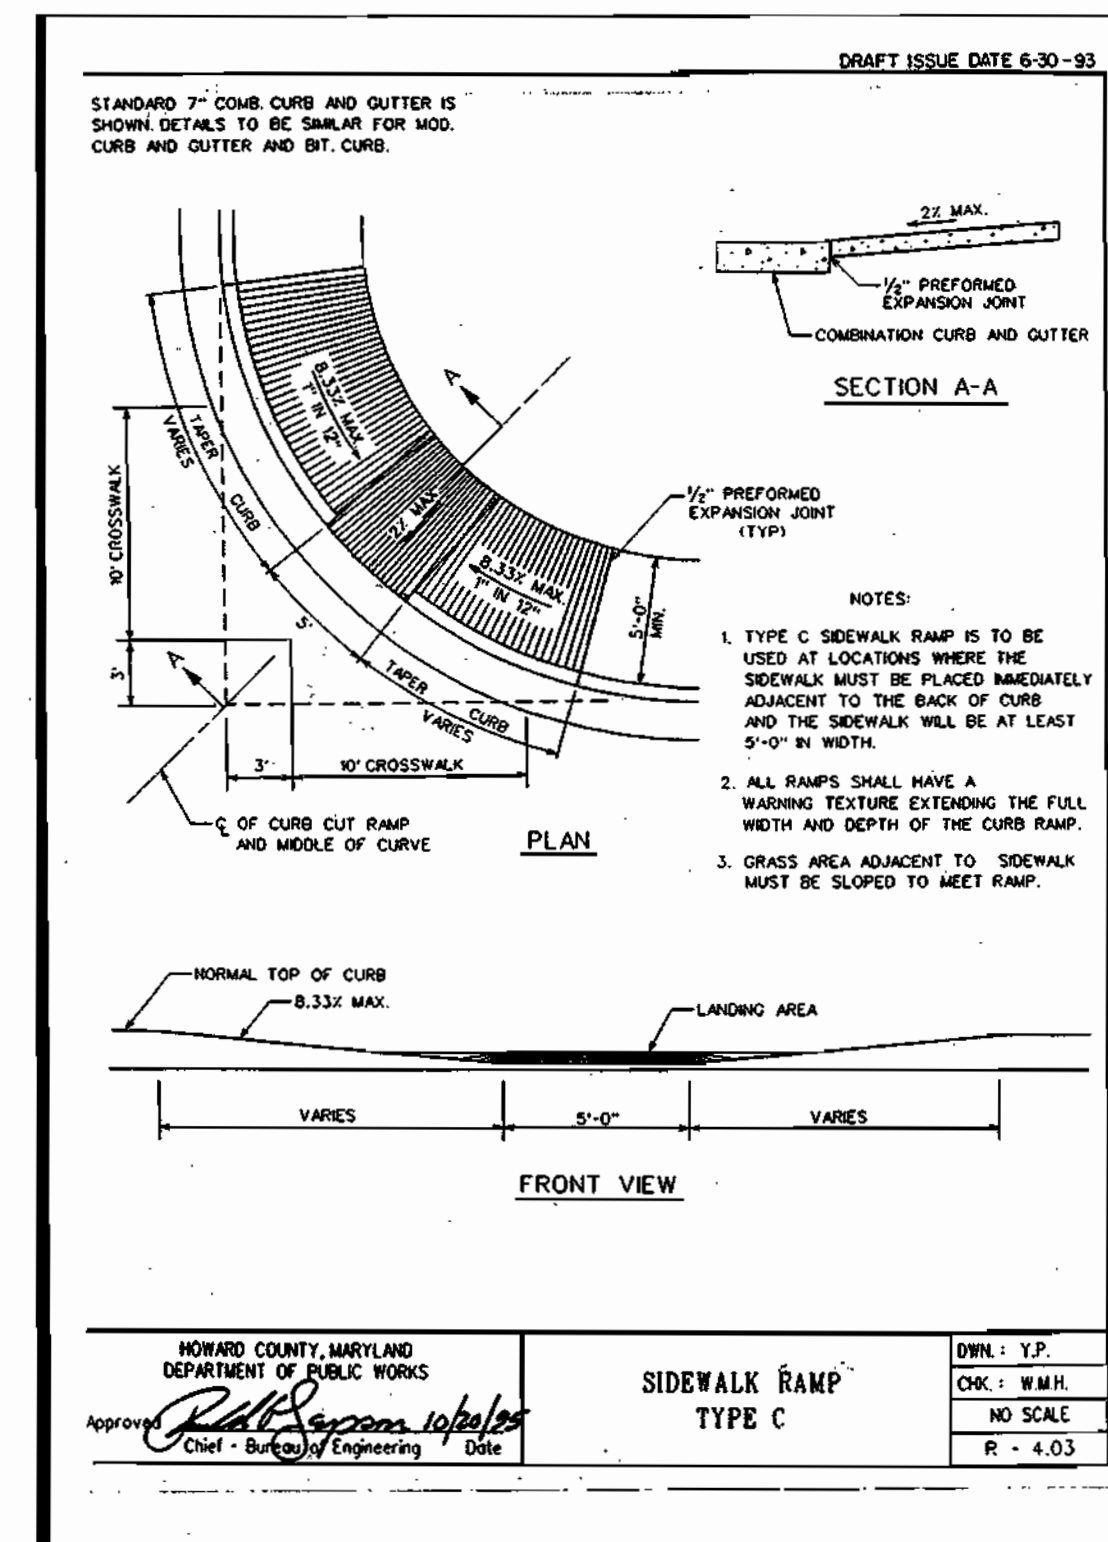 DRAFT ISSUE DATE 6-30-93
STANDARD 7" COMB. CURB AND GUTTER IS
SHOWN. DETAILS TO BE SIMILAR FOR MOD.
CURB AND GUTTER AND BIT. CURB.
2% MAX.
1/2" PREFORMED
EXPANSION JOINT
COMBINATION CURB AND GUTTER
SECTION A-A
A
8.33% MAX.
1" IN 12"
TAPER CURB
VARIES
10' CROSSWALK
2% MAX.
1/2" PREFORMED
EXPANSION JOINT
(TYP)
8.33% MAX.
1" IN 12"
5'-0"
MIN.
5'
3'
A
TAPER CURB
VARIES
3'
10' CROSSWALK
℄ OF CURB CUT RAMP
AND MIDDLE OF CURVE
PLAN
NOTES:
1. TYPE C SIDEWALK RAMP IS TO BE
USED AT LOCATIONS WHERE THE
SIDEWALK MUST BE PLACED IMMEDIATELY
ADJACENT TO THE BACK OF CURB
AND THE SIDEWALK WILL BE AT LEAST
5'-0" IN WIDTH.
2. ALL RAMPS SHALL HAVE A
WARNING TEXTURE EXTENDING THE FULL
WIDTH AND DEPTH OF THE CURB RAMP.
3. GRASS AREA ADJACENT TO SIDEWALK
MUST BE SLOPED TO MEET RAMP.
NORMAL TOP OF CURB
8.33% MAX.
LANDING AREA
VARIES
5'-0"
VARIES
FRONT VIEW
HOWARD COUNTY, MARYLAND
DEPARTMENT OF PUBLIC WORKS
Approved 10/20/95
Chief - Bureau of Engineering Date
SIDEWALK RAMP
TYPE C
DWN. : Y.P.
CHK. : W.M.H.
NO SCALE
R - 4.03